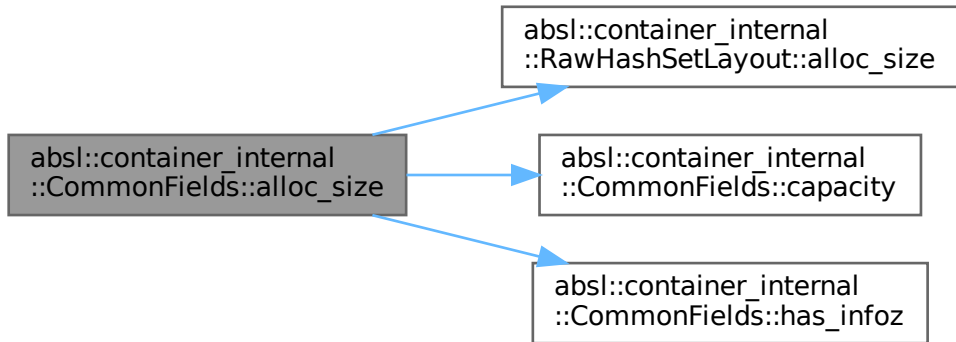 absl::container_internal
::CommonFields::alloc_size
absl::container_internal
::RawHashSetLayout::alloc_size
absl::container_internal
::CommonFields::capacity
absl::container_internal
::CommonFields::has_infoz